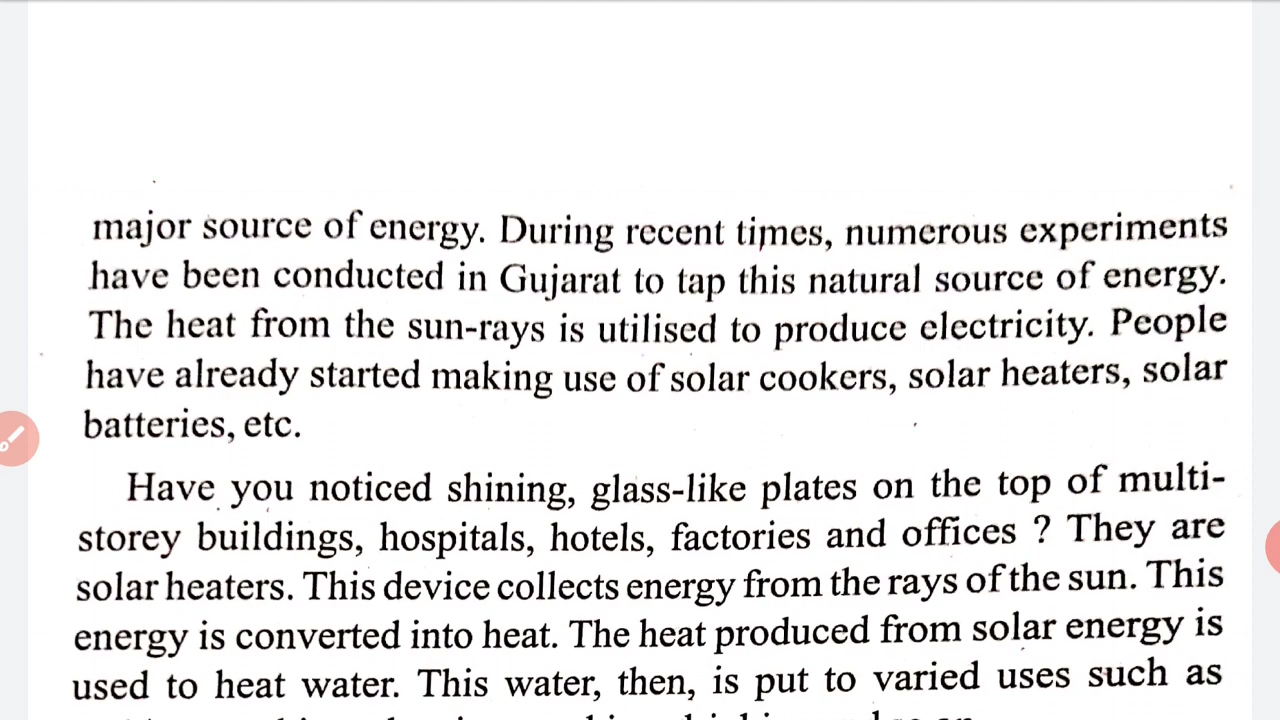 major source of energy. During recent times, numerous experiments
have been conducted in Gujarat to tap this natural source of energy.
The heat from the sun-rays is utilised to produce electricity. People
have already started making use of solar cookers, solar heaters, solar
batteries, etc.
Have you noticed shining, glass-like plates on the top of multi-
storey buildings, hospitals, hotels, factories and offices ? They are
solar heaters. This device collects energy from the rays of the sun. This
energy is converted into heat. The heat produced from solar energy is
used to heat water. This water, then, is put to varied uses such as